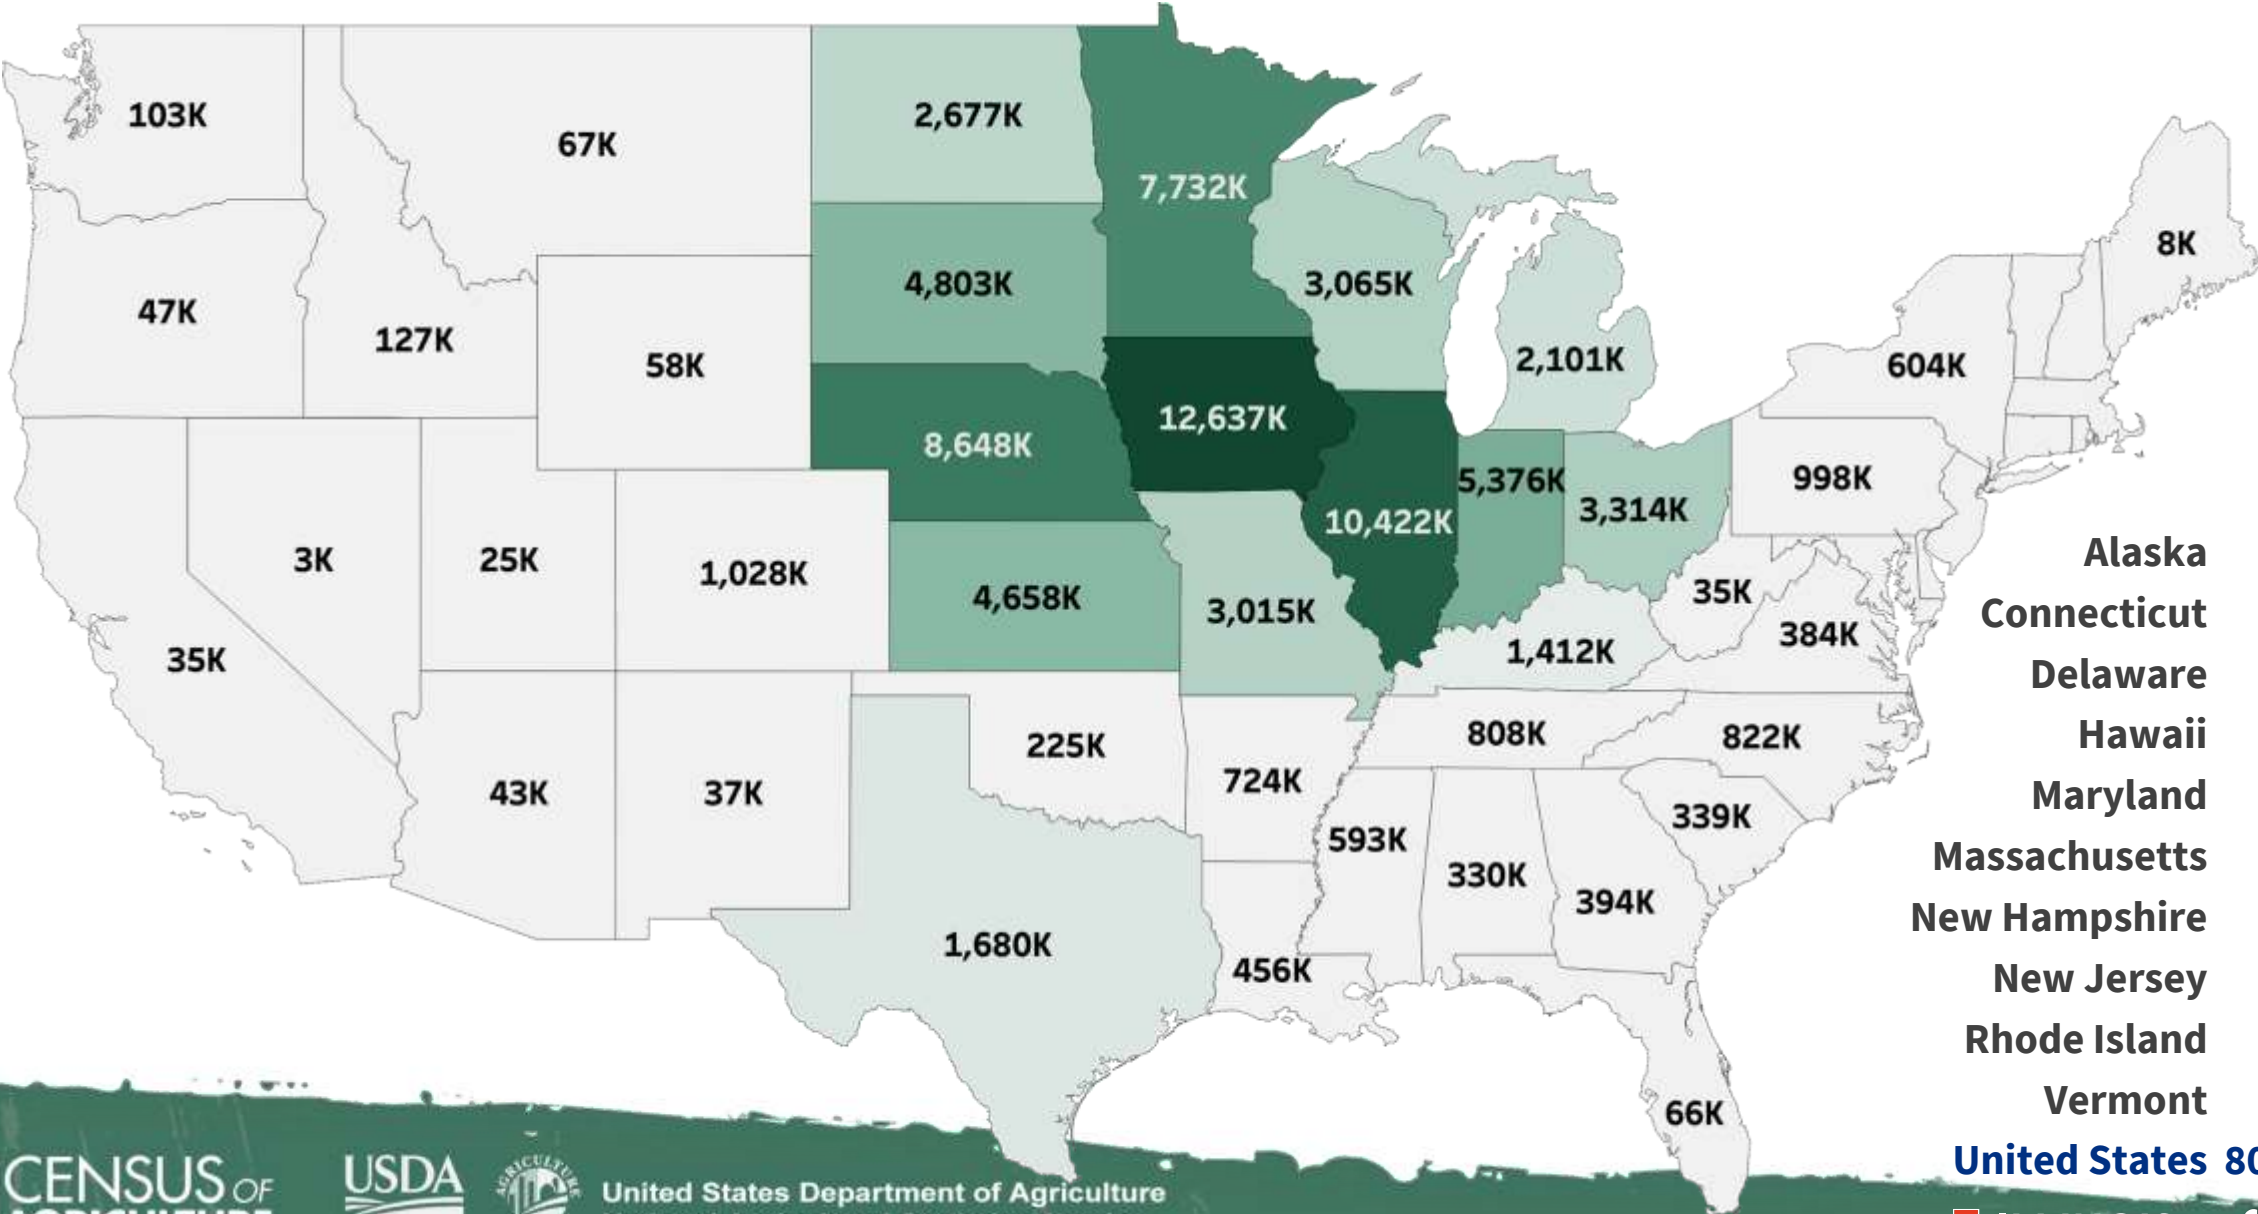 103K
67K
2,677K
7,732K
8K
47K
127K
58K
4,803K
3,065K
2,101K
604K
8,648K
12,637K
5,376K
3,314K
998K
3K
25K
1,028K
4,658K
10,422K
3,015K
35K
1,412K
35K
384K
43K
37K
225K
724K
808K
822K
593K
330K
394K
339K
1,680K
456K
66K
Alaska
Connecticut
Delaware
Hawaii
Maryland
Massachusetts
New Hampshire
New Jersey
Rhode Island
Vermont
United States 80
CENSUS OF
AGRICULTURE
USDA
AGRICULTURE
United States Department of Agriculture